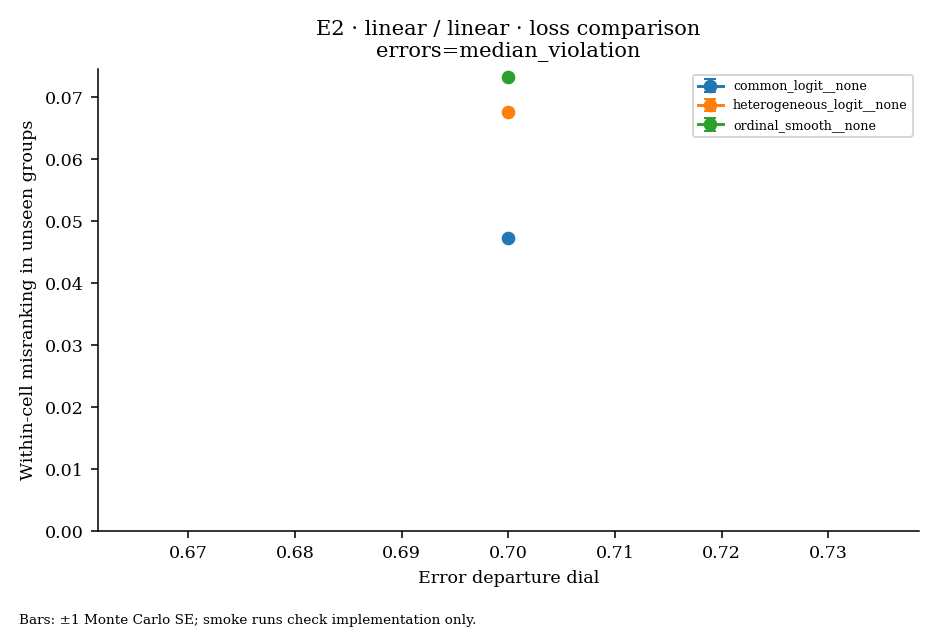 E2 · linear / linear · loss comparison
errors=median_violation
common_logit__none
heterogeneous_logit__none
ordinal_smooth__none
Within-cell misranking in unseen groups
0.07
0.06
0.05
0.04
0.03
0.02
0.01
0.00
0.67
0.68
0.69
0.70
0.71
0.72
0.73
Error departure dial
Bars: ±1 Monte Carlo SE; smoke runs check implementation only.